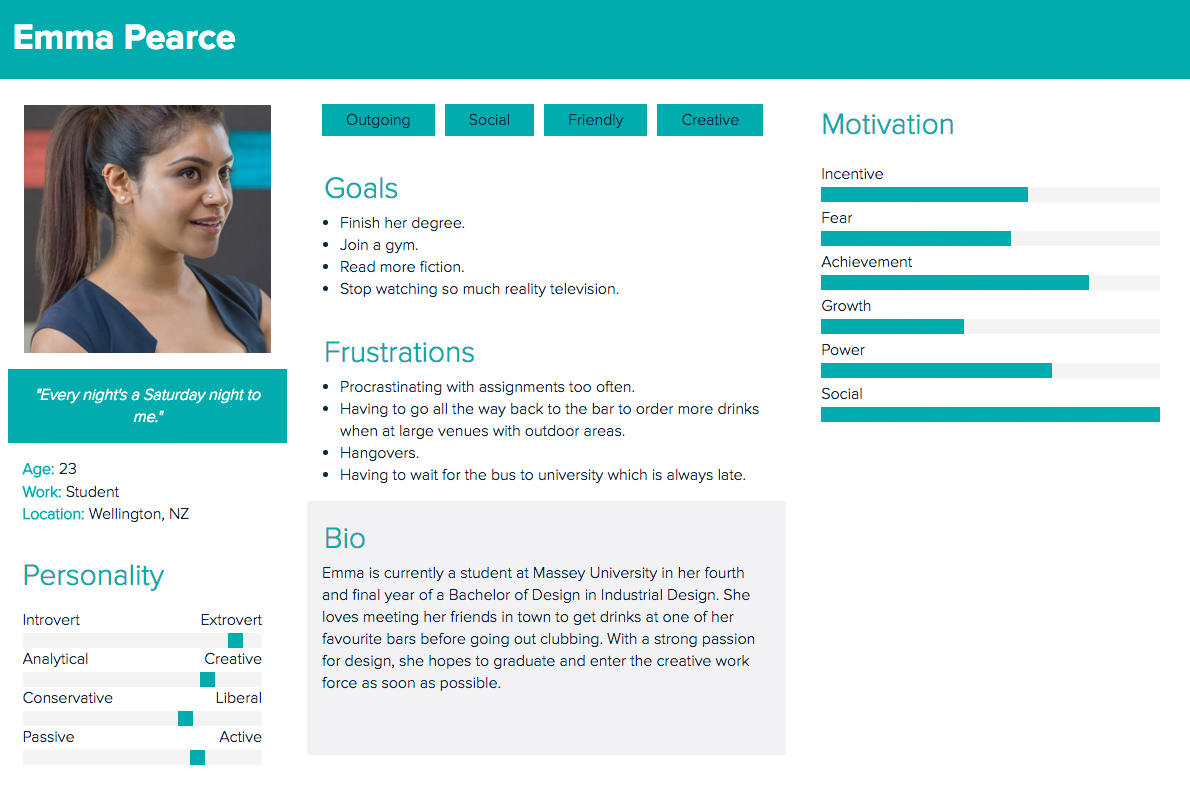 Emma Pearce
"Every night's a Saturday night to
me."
Age: 23
Work: Student
Location: Wellington, NZ
Personality
Introvert Extrovert
Analytical Creative
Conservative Liberal
Passive Active
Outgoing Social Friendly Creative
Goals
• Finish her degree.
• Join a gym.
• Read more fiction.
• Stop watching so much reality television.
Frustrations
• Procrastinating with assignments too often.
• Having to go all the way back to the bar to order more drinks
when at large venues with outdoor areas.
• Hangovers.
• Having to wait for the bus to university which is always late.
Bio
Emma is currently a student at Massey University in her fourth
and final year of a Bachelor of Design in Industrial Design. She
loves meeting her friends in town to get drinks at one of her
favourite bars before going out clubbing. With a strong passion
for design, she hopes to graduate and enter the creative work
force as soon as possible.
Motivation
Incentive
Fear
Achievement
Growth
Power
Social